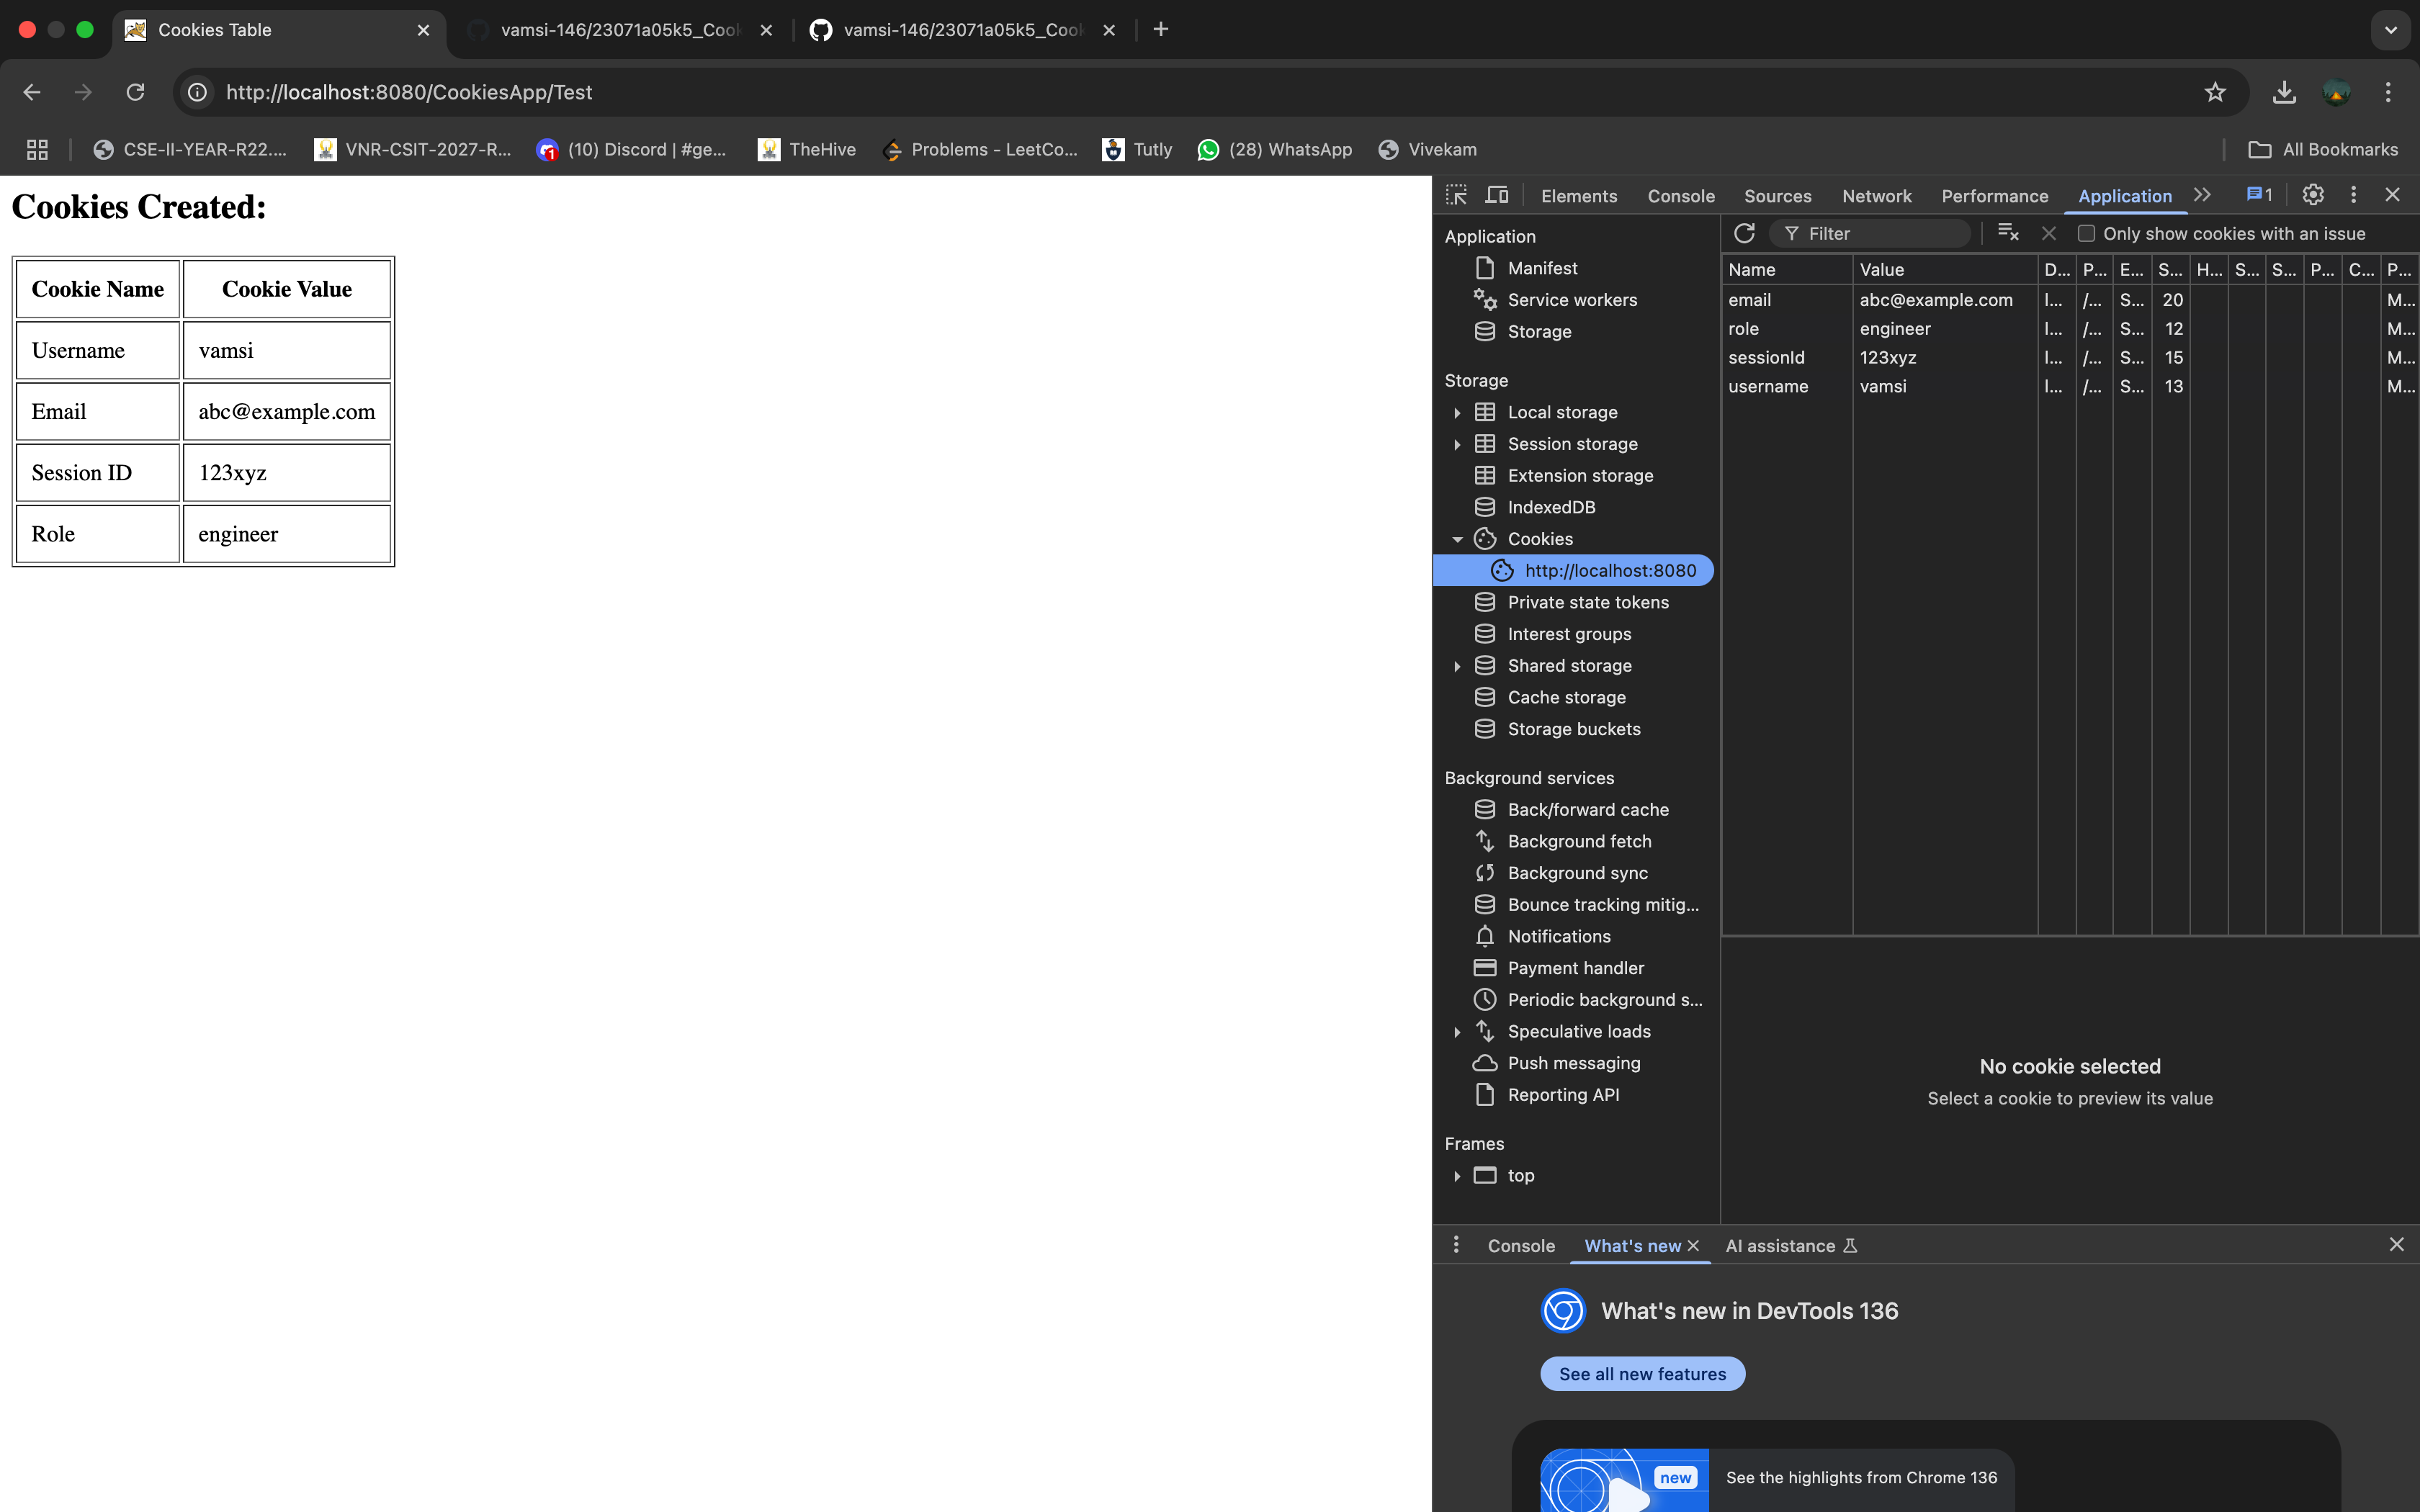 Cookies Table
vamsi-146/23071a05k5_Cook
vamsi-146/23071a05k5_Cook
http://localhost:8080/CookiesApp/Test
CSE-II-YEAR-R22....
VNR-CSIT-2027-R...
(10) Discord | #ge...
TheHive
Problems - LeetCo...
Tutly
(28) WhatsApp
Vivekam
All Bookmarks
Cookies Created:
Cookie Name Cookie Value
Username vamsi
Email abc@example.com
Session ID 123xyz
Role engineer
Elements Console Sources Network Performance Application 1
Application
Manifest
Service workers
Storage
Storage
Local storage
Session storage
Extension storage
IndexedDB
Cookies
http://localhost:8080
Private state tokens
Interest groups
Shared storage
Cache storage
Storage buckets
Background services
Back/forward cache
Background fetch
Background sync
Bounce tracking mitig...
Notifications
Payment handler
Periodic background s...
Speculative loads
Push messaging
Reporting API
Frames
top
Filter Only show cookies with an issue
Name Value D... P... E... S... H... S... S... P... C... P...
email abc@example.com l... /... S... 20 M...
role engineer l... /... S... 12 M...
sessionId 123xyz l... /... S... 15 M...
username vamsi l... /... S... 13 M...
No cookie selected
Select a cookie to preview its value
Console What's new AI assistance
What's new in DevTools 136
See all new features
new
See the highlights from Chrome 136